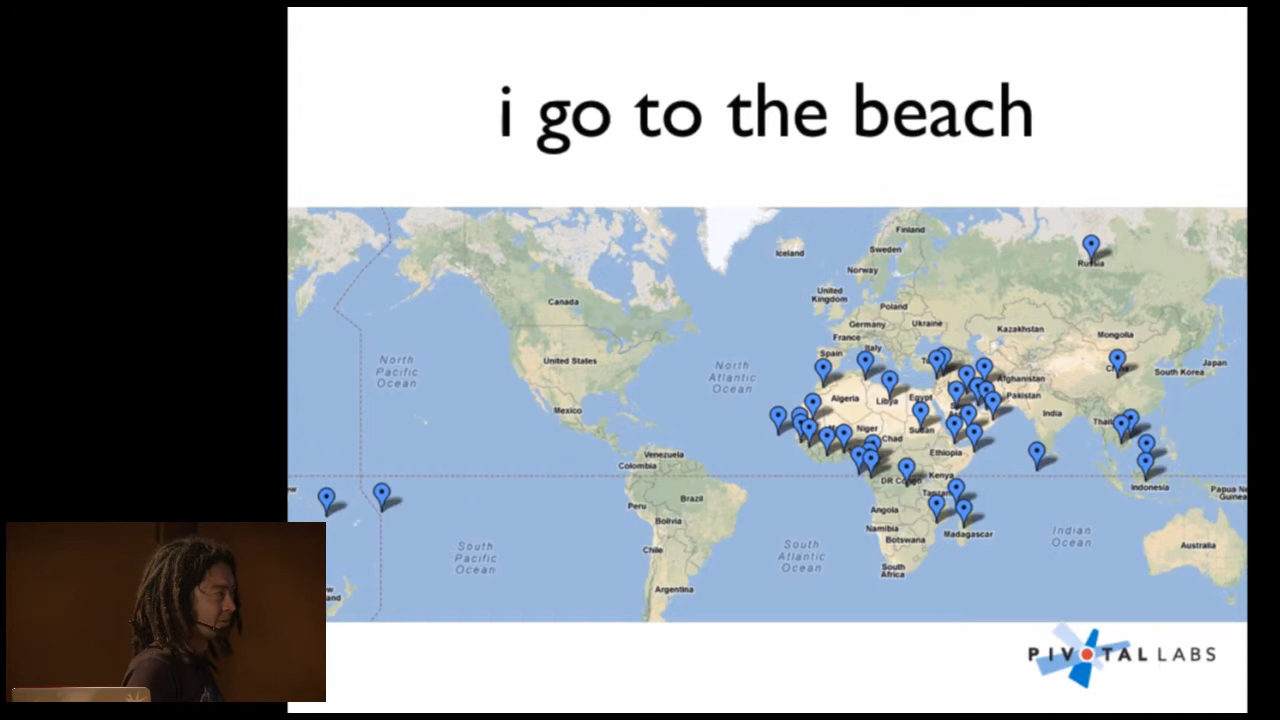 i go to the beach
Iceland
Finland
Sweden
Norway
Russia
United
Kingdom
Poland
Canada
Germany
Ukraine
Kazakhstan
Mongolia
France
Italy
Spain
North
Pacific
Ocean
United States
North
Atlantic
Ocean
Japan
South Korea
Afghanistan
Algeria
Libya
Egypt
Pakistan
Mexico
India
Niger
Chad
Sudan
Venezuela
Colombia
Ethiopia
DR Congo
Kenya
Indonesia
Papua New
Guinea
Brazil
Peru
Tanzania
Angola
Bolivia
Namibia
Botswana
Madagascar
Indian
Ocean
Australia
South
Pacific
Ocean
Chile
South
Atlantic
Ocean
South
Africa
Argentina
PIVOTAL LABS